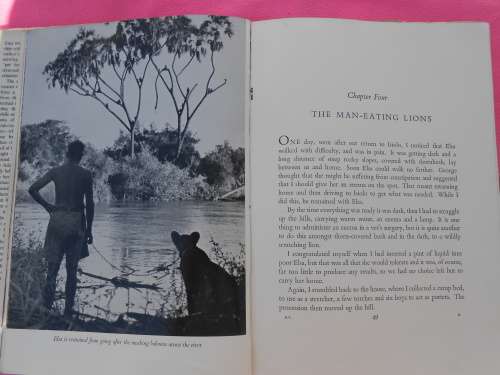 Elsa is restrained from going after the mocking baboons across the river
Chapter Four
THE MAN-EATING LIONS
ONE day, were out return to Isiolo, I noticed that Elsa
walked with difficulty, and was in pain. It was getting dark and a
long distance of steep rocky slopes, covered with thornbush, lay
between us and home. Soon Elsa could walk no further. George
thought that she might be suffering from constipation and suggested
that I should give her an enema on the spot. This meant returning
home and then driving to Isiolo to get what was needed. While I
did this, he remained with Elsa.
By the time everything was ready it was dark, then I had to struggle
up the hills, carrying warm water, an enema and a lamp. It is one
thing to administer an enema in a vet's surgery, but it is quite another
to do this amongst thorn-covered bush and in the dark, to a wildly
scratching lion.
I congratulated myself when I had inserted a pint of liquid into
poor Elsa, but this was all that she would tolerate and it was, of course,
far too little to produce any results, so we had no choice left but to
carry her home.
Again, I stumbled back to the house, where I collected a camp bed,
to use as a stretcher, a few torches and six boys to act as porters. The
procession then moved up the hill.
49